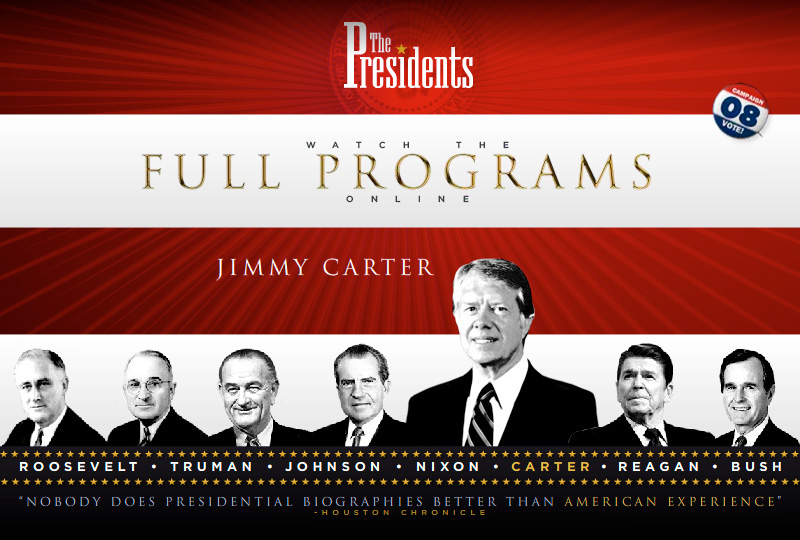 The
Presidents
CAMPAIGN
08
VOTE!
WATCH THE
FULL PROGRAMS
ONLINE
JIMMY CARTER
ROOSEVELT • TRUMAN • JOHNSON • NIXON • CARTER • REAGAN • BUSH
“NOBODY DOES PRESIDENTIAL BIOGRAPHIES BETTER THAN AMERICAN EXPERIENCE”
-HOUSTON CHRONICLE